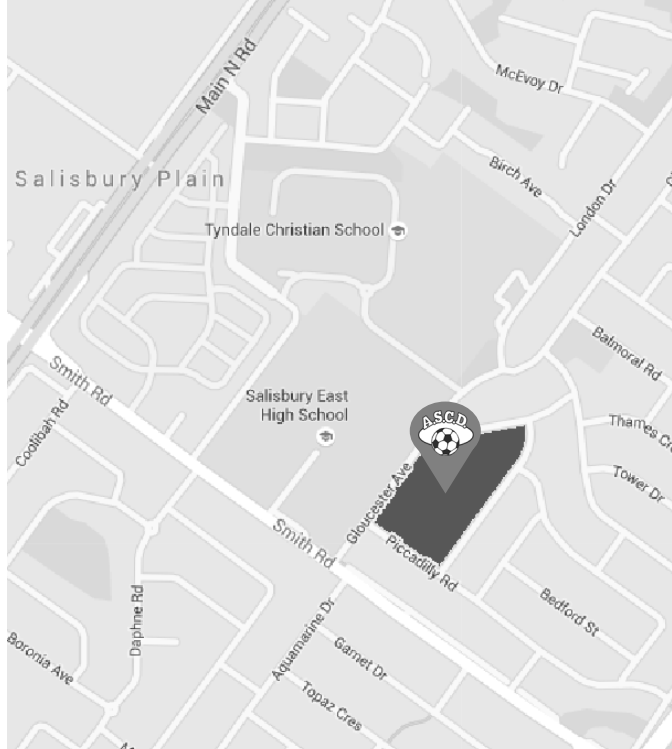 Main N Rd
McEvoy Dr
Birch Ave
Salisbury Plain
London Dr
Tyndale Christian School
Balmoral Rd
Smith Rd
Salisbury East
High School
A.S.C.D.
Coolibah Rd
Thames Cr
Tower Dr
Gloucester Ave
Smith Rd
Piccadilly Rd
Bedford St
Daphne Rd
Aquamarine Dr
Garnet Dr
Boronia Ave
Topaz Cres